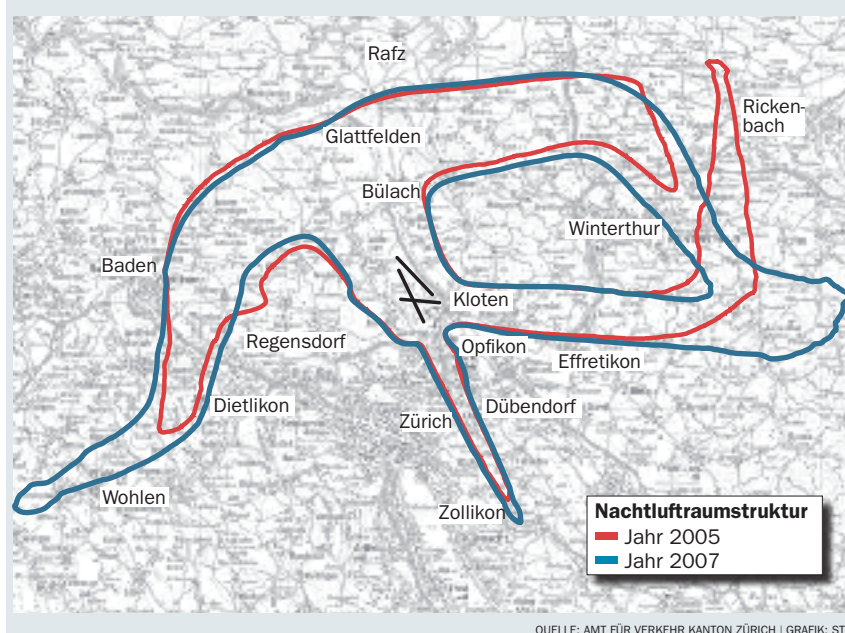 Rafz
Ricken-
bach
Glattfelden
Bülach
Winterthur
Baden
Kloten
Regensdorf
Opfikon
Effretikon
Dietlikon
Dübendorf
Zürich
Wohlen
Zollikon
Nachtluftraumstruktur
Jahr 2005
Jahr 2007
QUELLE: AMT FÜR VERKEHR KANTON ZÜRICH | GRAFIK: ST